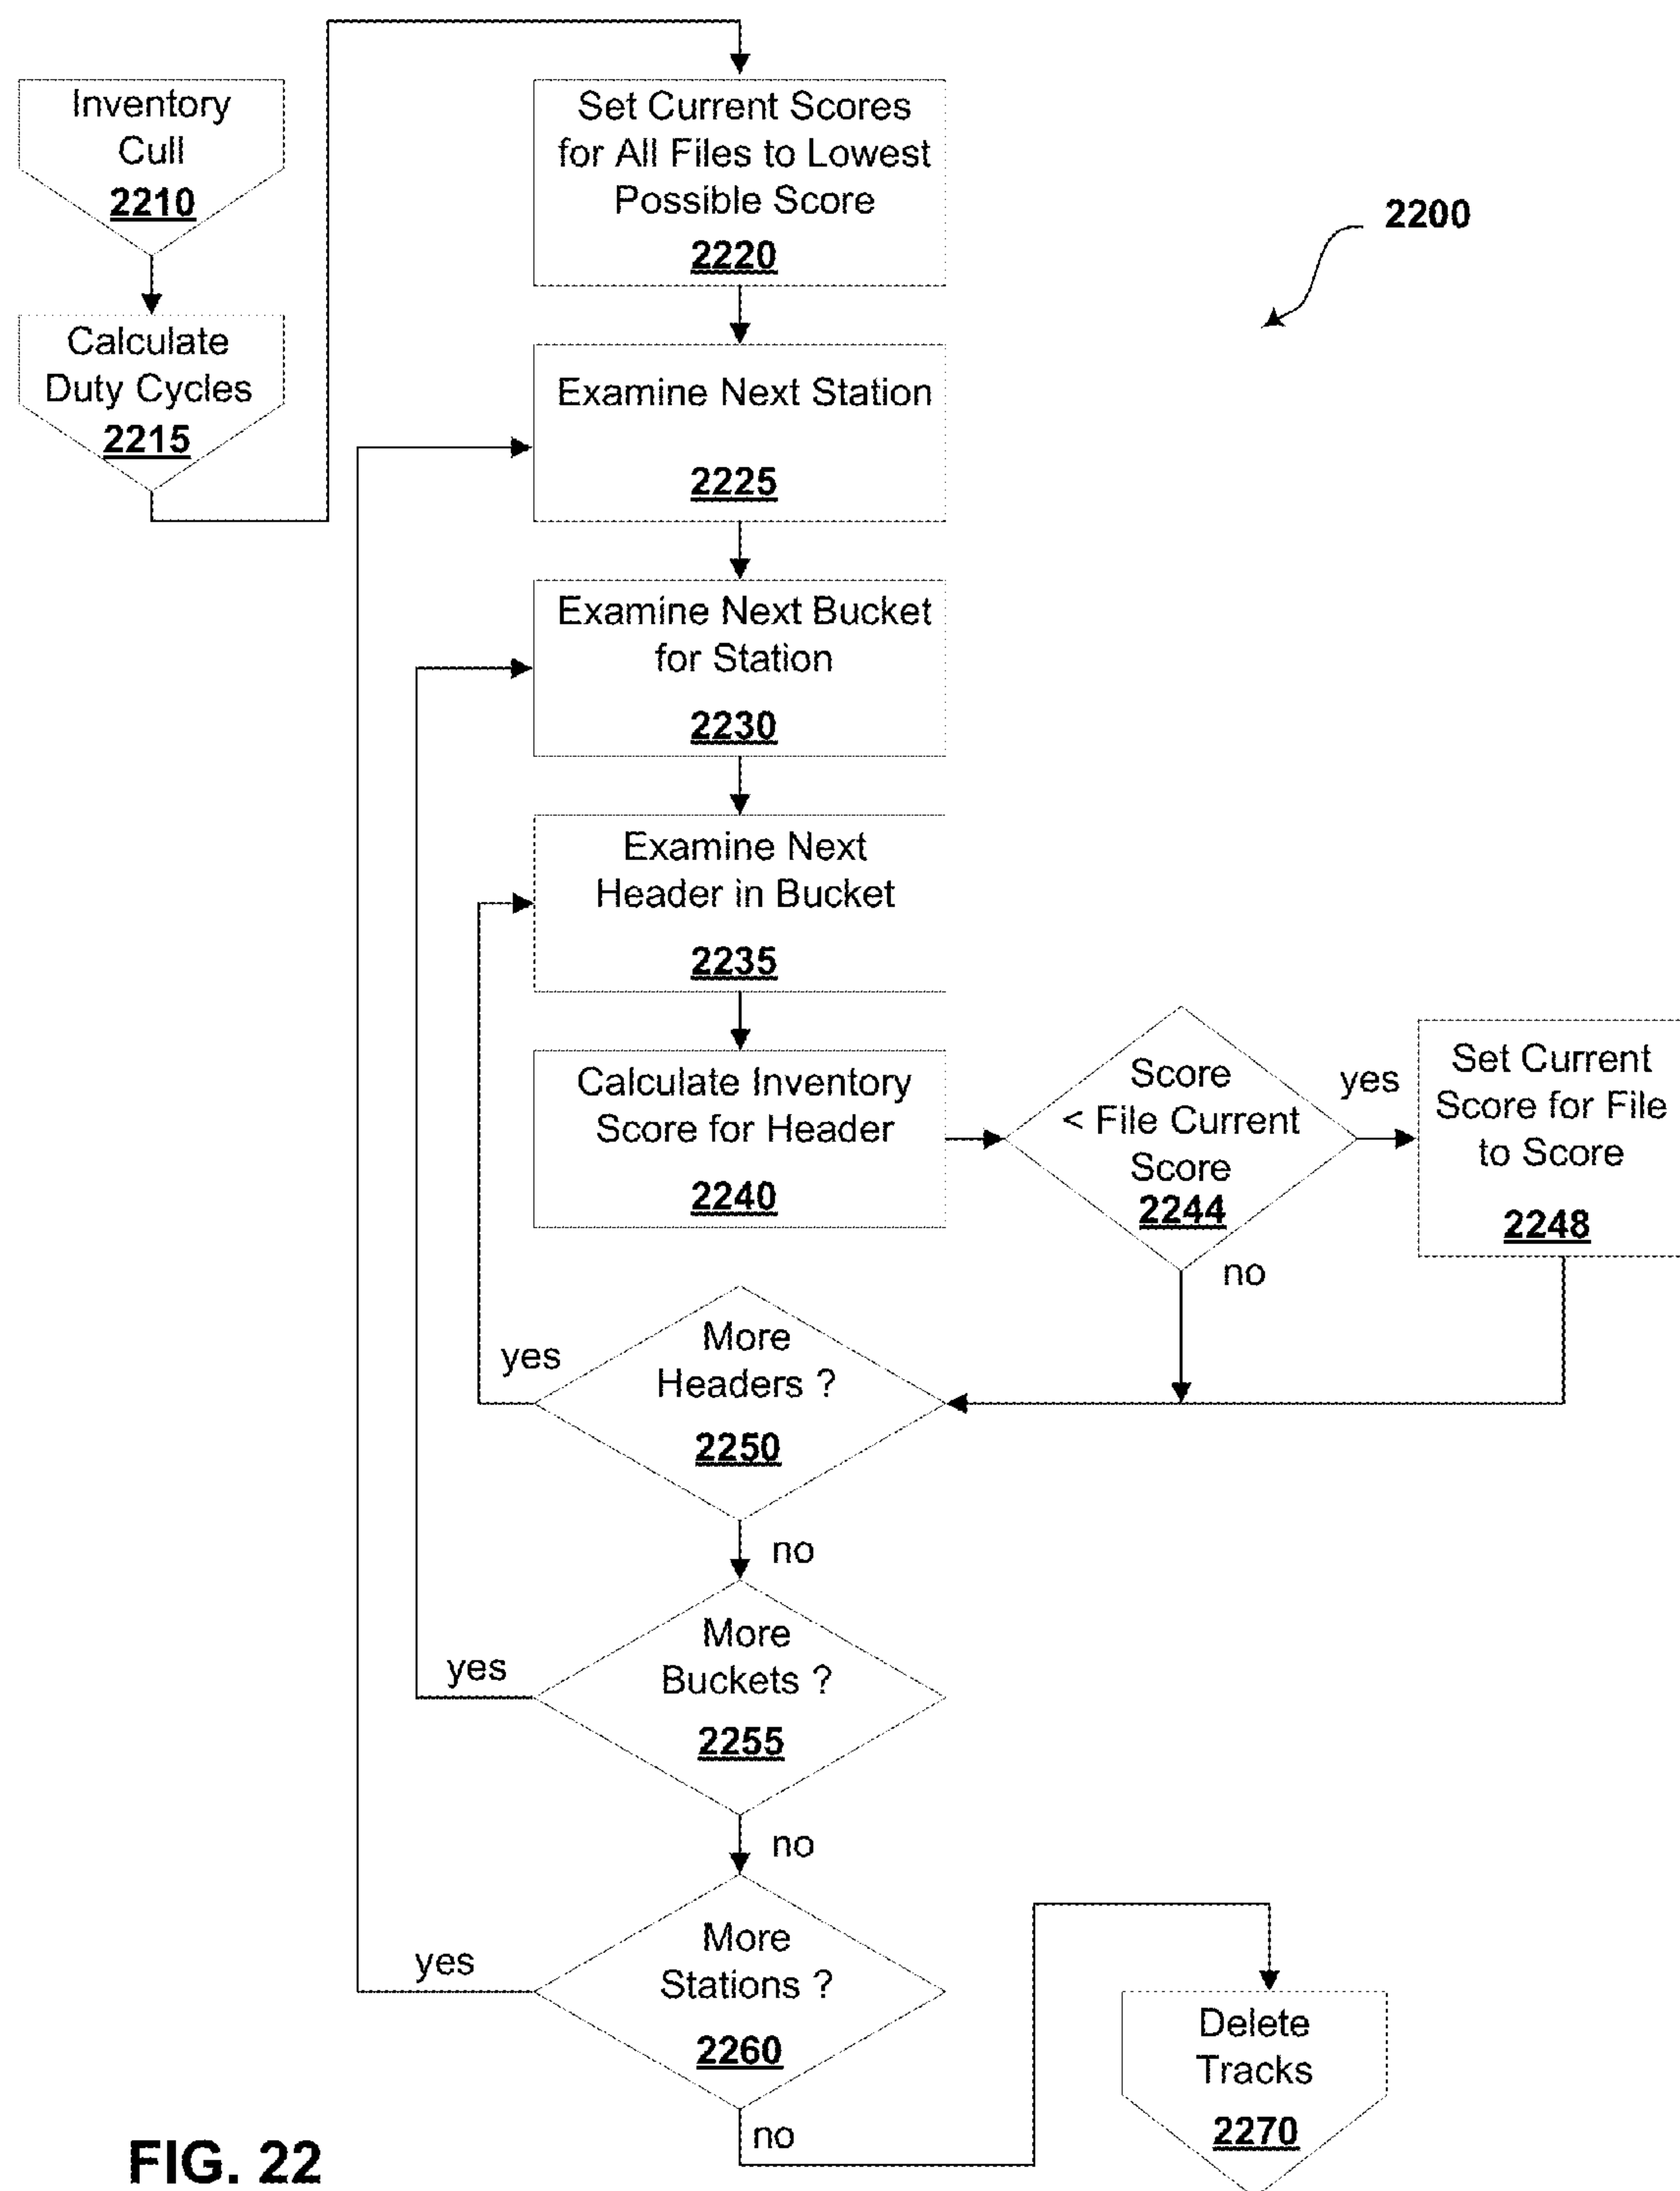 Inventory
Cull
2210
Calculate
Duty Cycles
2215
Set Current Scores
for All Files to Lowest
Possible Score
2220
2200
Examine Next Station
2225
Examine Next Bucket
for Station
2230
Examine Next
Header in Bucket
2235
Calculate Inventory
Score for Header
2240
Score
< File Current
Score
2244
yes
no
Set Current
Score for File
to Score
2248
More
Headers ?
2250
yes
no
More
Buckets ?
2255
yes
no
More
Stations ?
2260
yes
no
Delete
Tracks
2270
FIG. 22